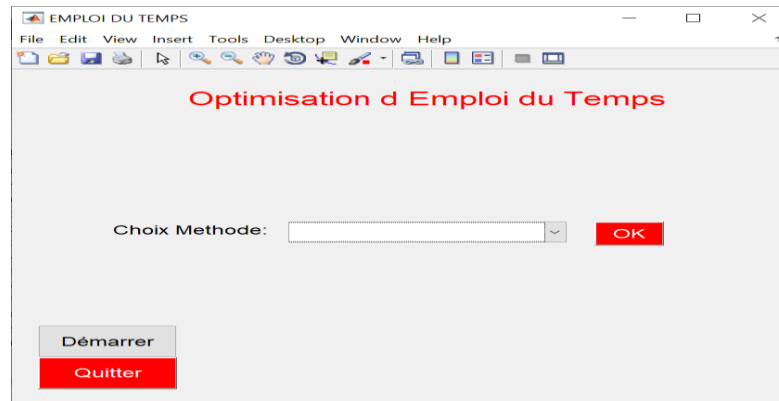 EMPLOI DU TEMPS
File Edit View Insert Tools Desktop Window Help
Optimisation d Emploi du Temps
Choix Methode:
OK
Démarrer
Quitter